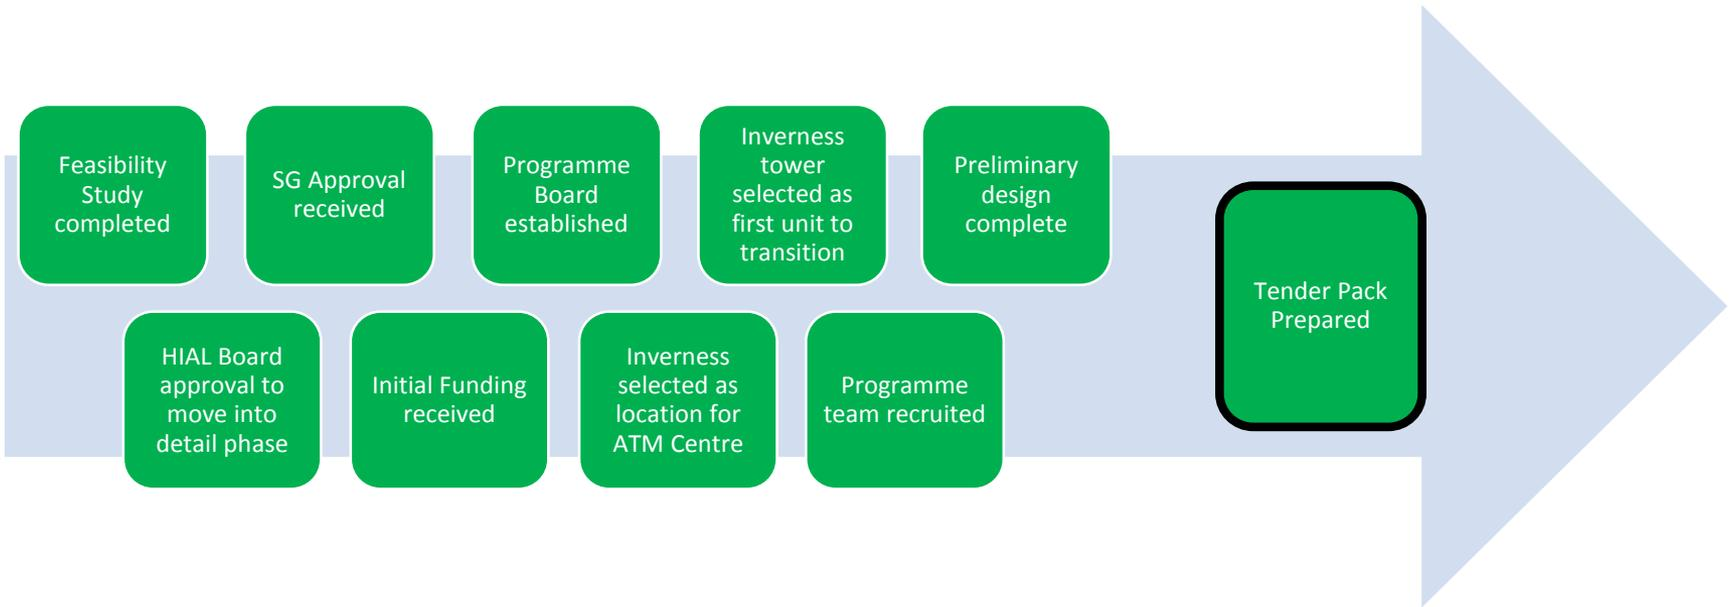 Feasibility
Study
completed
HIAL Board
approval to
move into
detail phase
SG Approval
received
Initial Funding
received
Programme
Board
established
Inverness
selected as
location for
ATM Centre
Inverness
tower
selected as
first unit to
transition
Programme
team recruited
Preliminary
design
complete
Tender Pack
Prepared